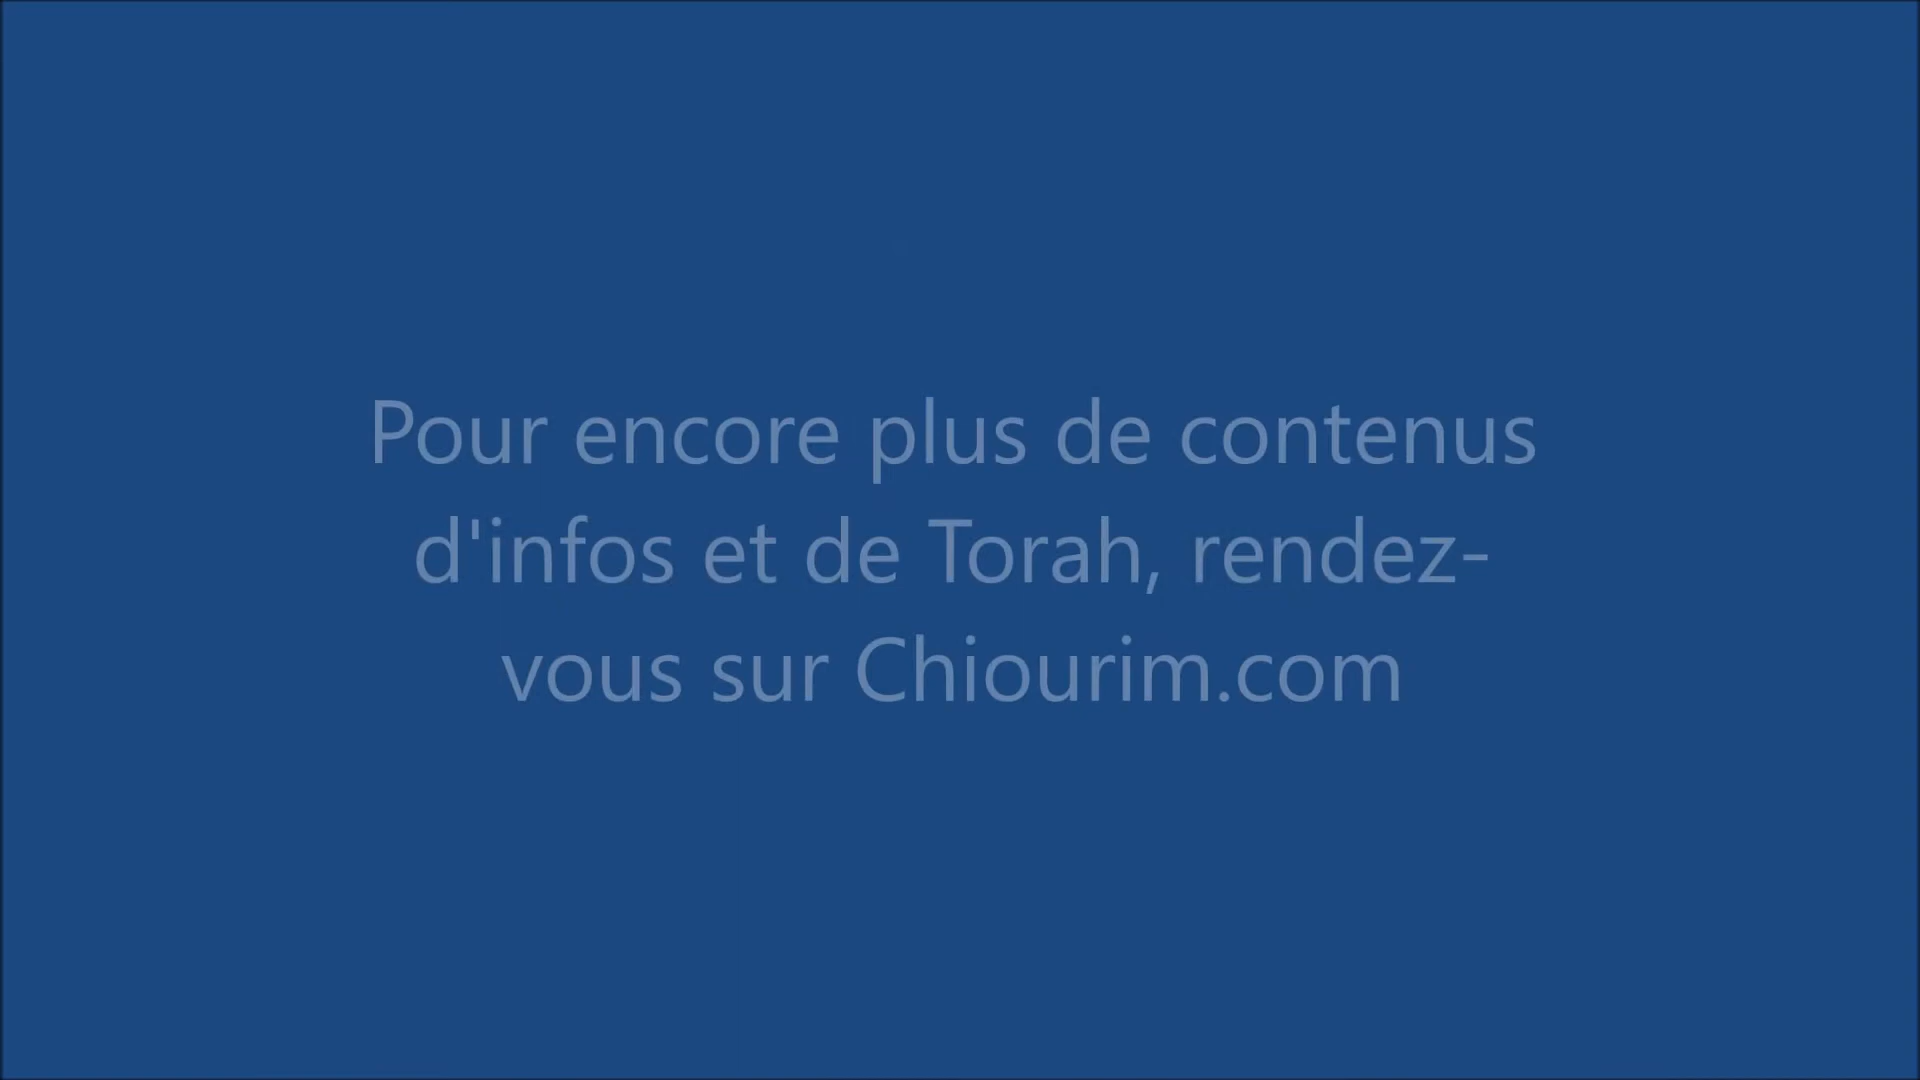 Pour encore plus de contenus
d'infos et de Torah, rendez-
vous sur Chiourim.com